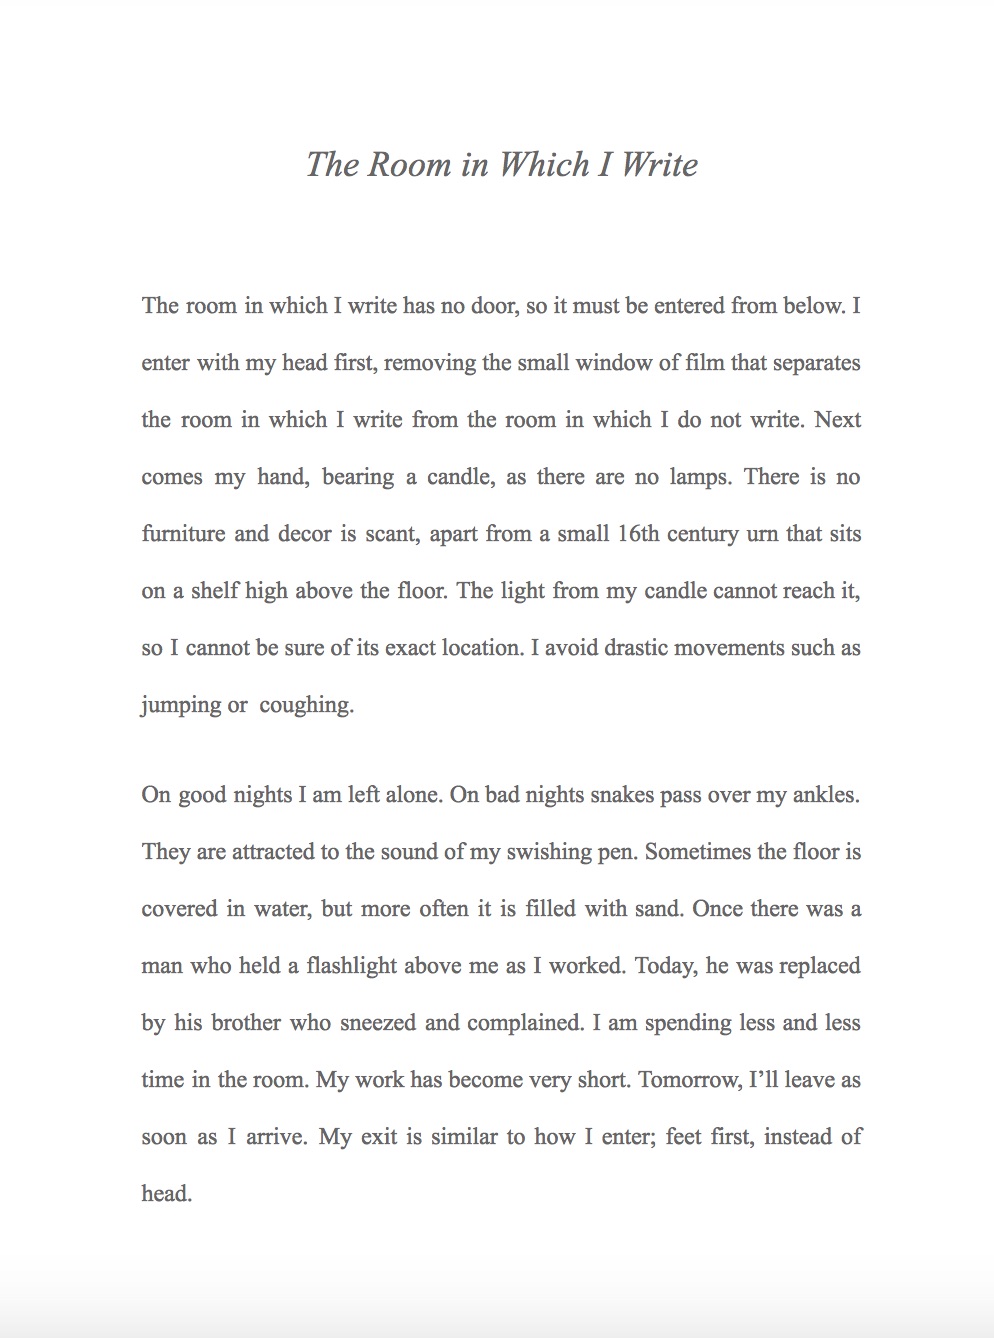 The Room in Which I Write
The room in which I write has no door, so it must be entered from below. I
enter with my head first, removing the small window of film that separates
the room in which I write from the room in which I do not write. Next
comes my hand, bearing a candle, as there are no lamps. There is no
furniture and decor is scant, apart from a small 16th century urn that sits
on a shelf high above the floor. The light from my candle cannot reach it,
so I cannot be sure of its exact location. I avoid drastic movements such as
jumping or  coughing.
On good nights I am left alone. On bad nights snakes pass over my ankles.
They are attracted to the sound of my swishing pen. Sometimes the floor is
covered in water, but more often it is filled with sand. Once there was a
man who held a flashlight above me as I worked. Today, he was replaced
by his brother who sneezed and complained. I am spending less and less
time in the room. My work has become very short. Tomorrow, I’ll leave as
soon as I arrive. My exit is similar to how I enter; feet first, instead of
head.